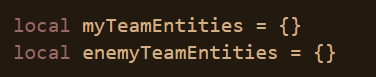 local myTeamEntities = {}
local enemyTeamEntities = {}